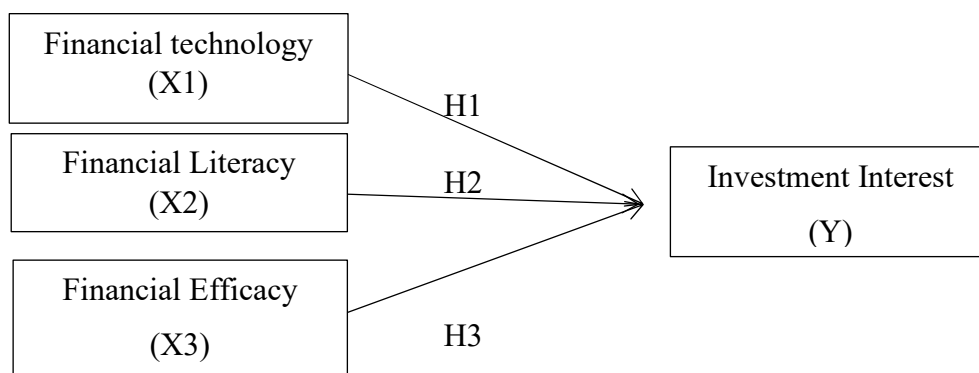 Financial technology
(X1)
H1
Financial Literacy
(X2)
H2
Investment Interest
(Y)
Financial Efficacy
(X3)
H3